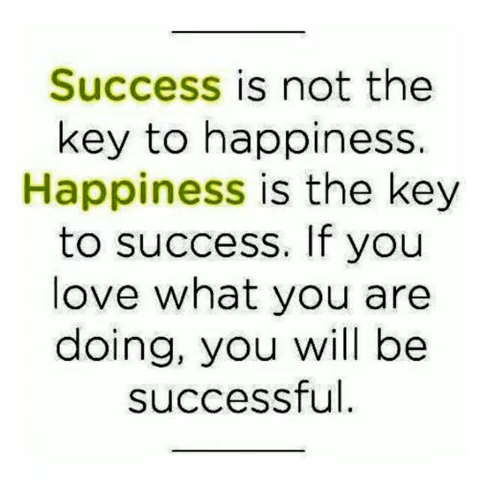 Success is not the
key to happiness.
Happiness is the key
to success. If you
love what you are
doing, you will be
successful.